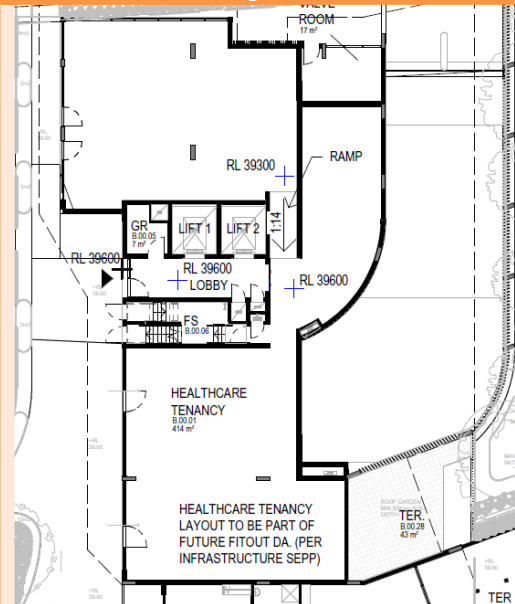 VALVE
ROOM
17 m²
RL 39300
RAMP
1:14
GR
B.00.05
7 m²
LIFT 1
LIFT 2
RL 39600
RL 39600
LOBBY
RL 39600
FS
B.00.06
HEALTHCARE
TENANCY
B.00.01
414 m²
HEALTHCARE TENANCY
LAYOUT TO BE PART OF
FUTURE FITOUT DA. (PER
INFRASTRUCTURE SEPP)
ROOF GARDEN
TER.
B.00.28
43 m²
TER